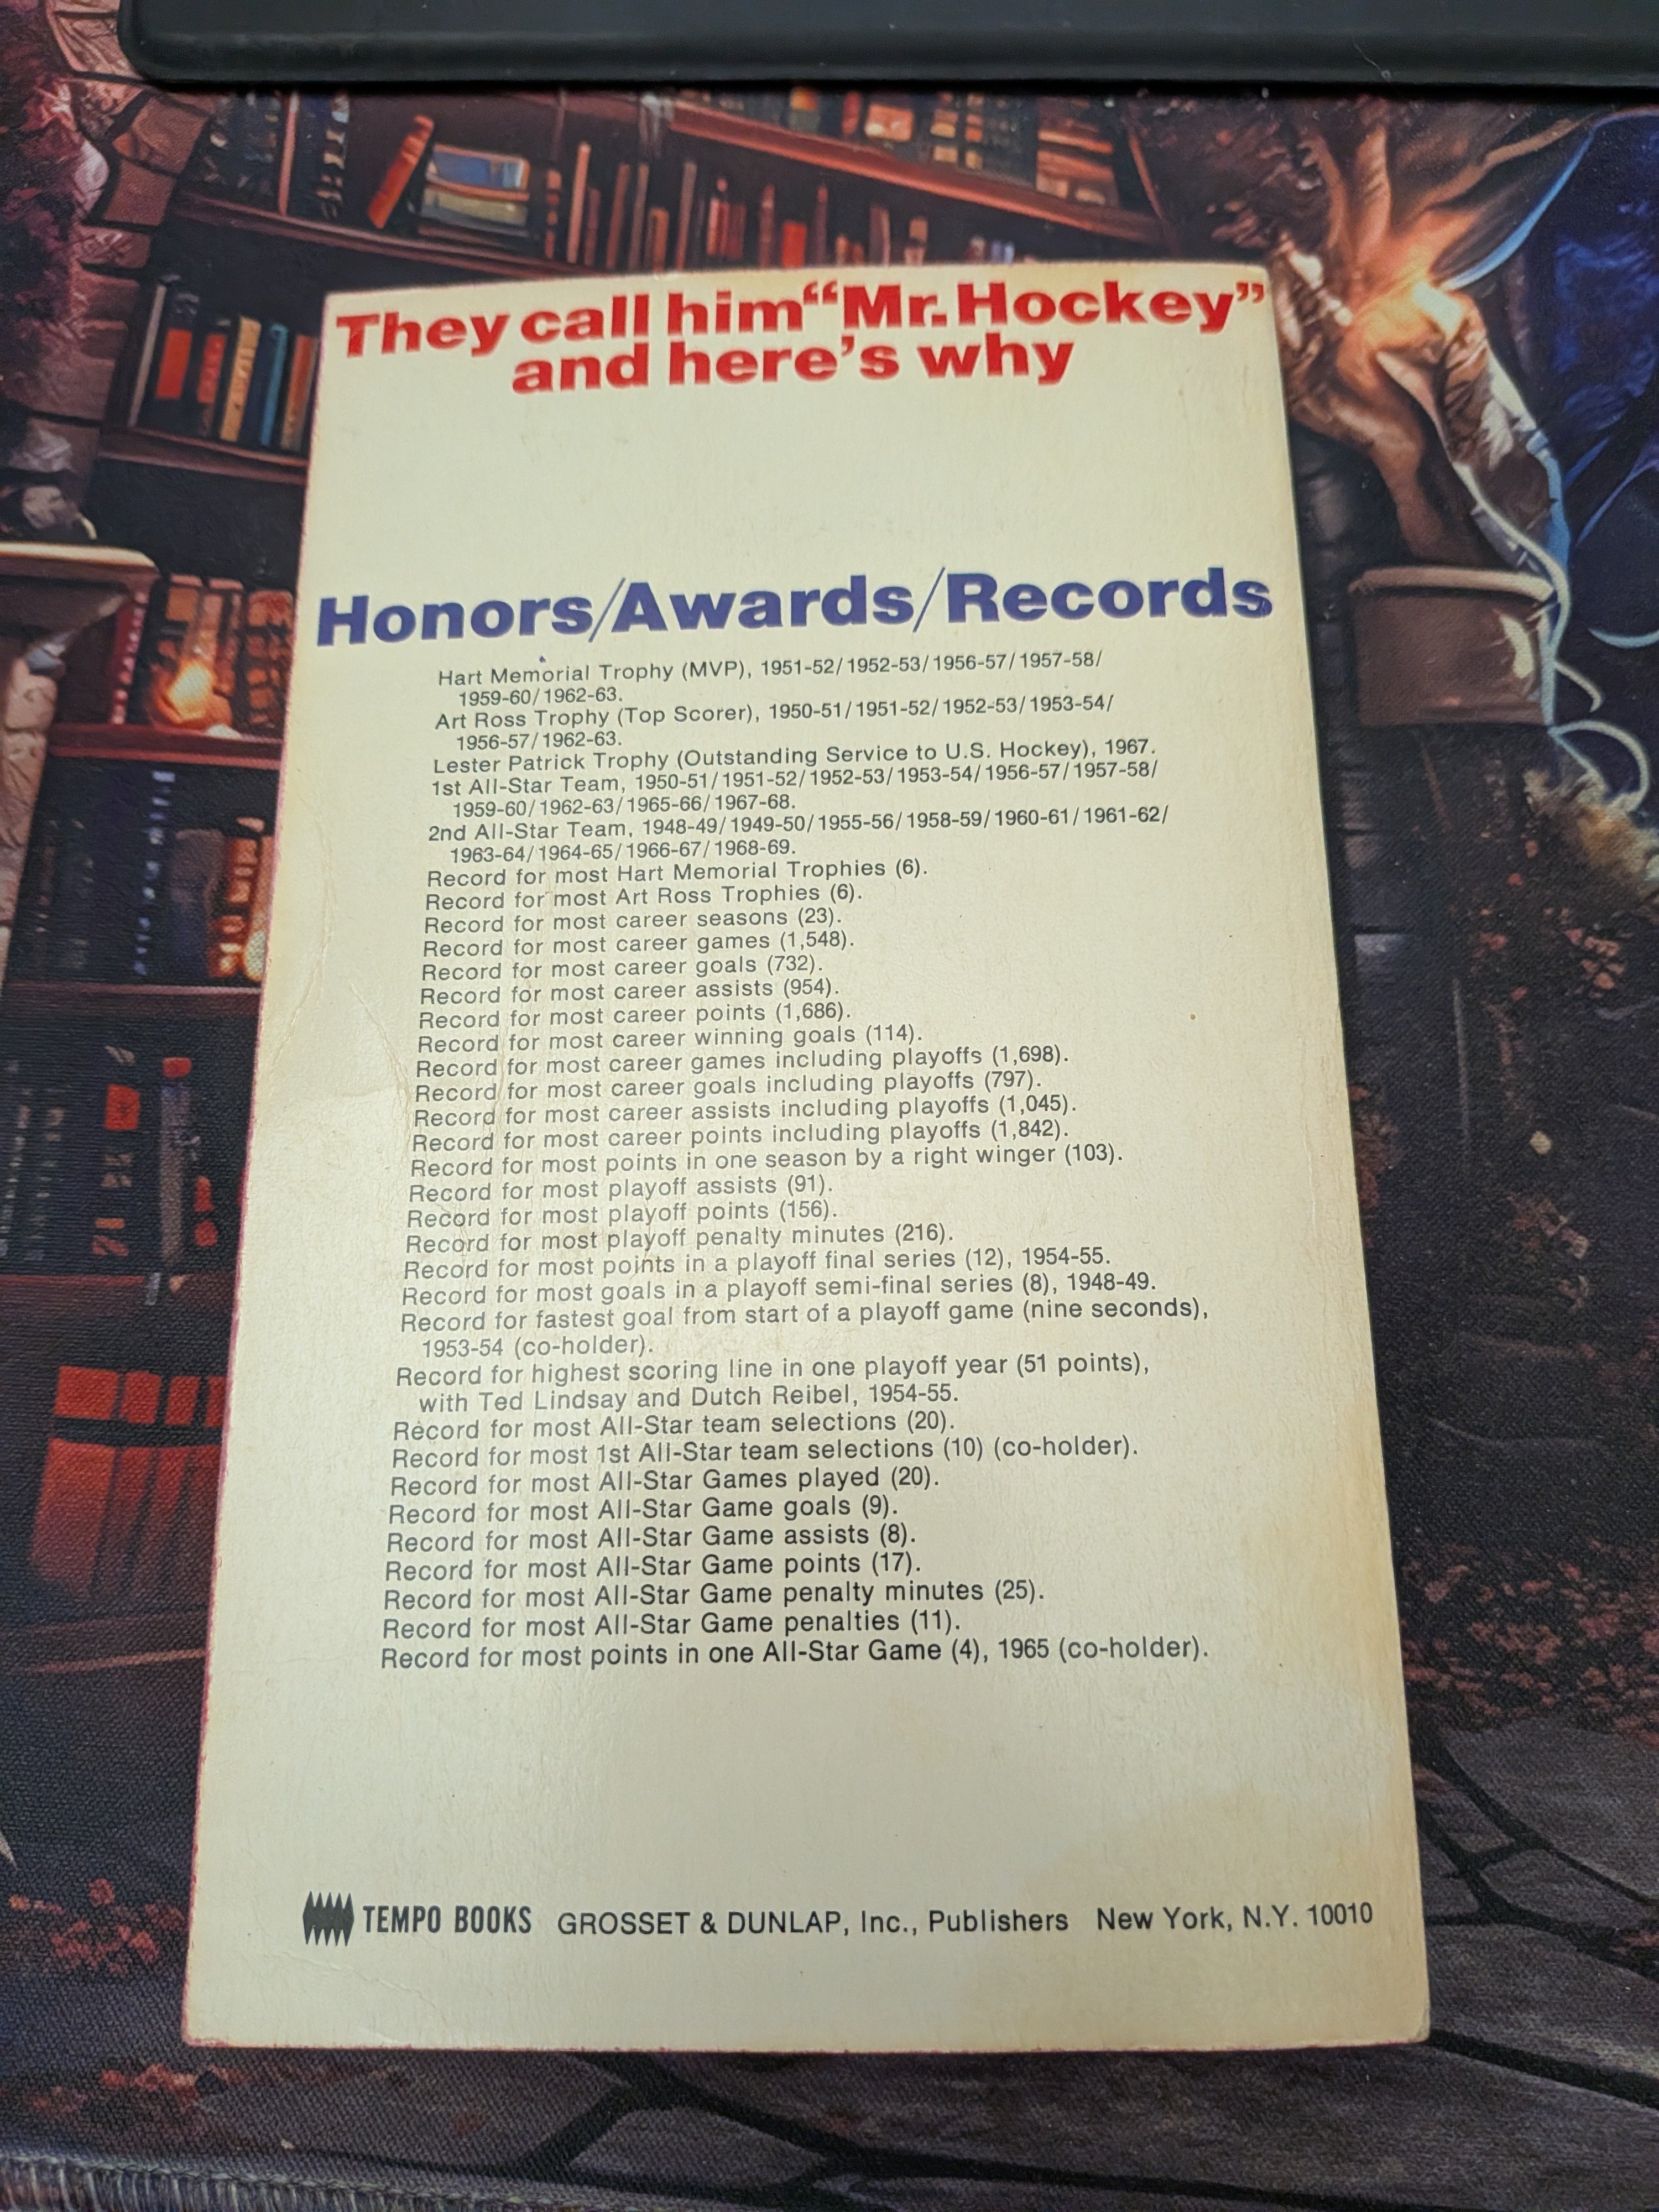 They call him “Mr. Hockey”
and here’s why
Honors/Awards/Records
Hart Memorial Trophy (MVP), 1951-52/1952-53/1956-57/1957-58/
1959-60/1962-63.
Art Ross Trophy (Top Scorer), 1950-51/1951-52/1952-53/1953-54/
1956-57/1962-63.
Lester Patrick Trophy (Outstanding Service to U.S. Hockey), 1967.
1st All-Star Team, 1950-51/1951-52/1952-53/1953-54/1956-57/1957-58/
1959-60/1962-63/1965-66/1967-68.
2nd All-Star Team, 1948-49/1949-50/1955-56/1958-59/1960-61/1961-62/
1963-64/1964-65/1966-67/1968-69.
Record for most Hart Memorial Trophies (6).
Record for most Art Ross Trophies (6).
Record for most career seasons (23).
Record for most career games (1,548).
Record for most career goals (732).
Record for most career assists (954).
Record for most career points (1,686).
Record for most career winning goals (114).
Record for most career games including playoffs (1,698).
Record for most career goals including playoffs (797).
Record for most career assists including playoffs (1,045).
Record for most career points including playoffs (1,842).
Record for most points in one season by a right winger (103).
Record for most playoff assists (91).
Record for most playoff points (156).
Record for most playoff penalty minutes (216).
Record for most points in a playoff final series (12), 1954-55.
Record for most goals in a playoff semi-final series (8), 1948-49.
Record for fastest goal from start of a playoff game (nine seconds),
1953-54 (co-holder).
Record for highest scoring line in one playoff year (51 points),
with Ted Lindsay and Dutch Reibel, 1954-55.
Record for most All-Star team selections (20).
Record for most 1st All-Star team selections (10) (co-holder).
Record for most All-Star Games played (20).
Record for most All-Star Game goals (9).
Record for most All-Star Game assists (8).
Record for most All-Star Game points (17).
Record for most All-Star Game penalty minutes (25).
Record for most All-Star Game penalties (11).
Record for most points in one All-Star Game (4), 1965 (co-holder).
TEMPO BOOKS GROSSET & DUNLAP, Inc., Publishers New York, N.Y. 10010